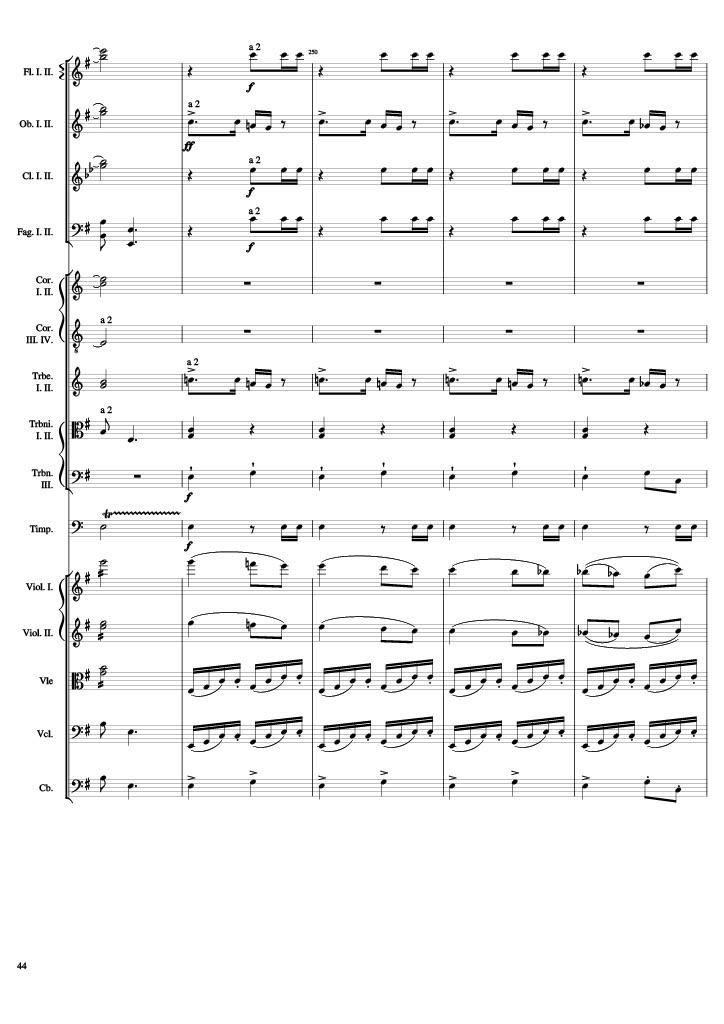 a 2
250
Fl. I. II.
f
a 2
Ob. I. II.
ff
a 2
Cl. I. II.
f
a 2
Fag. I. II.
f
Cor.
I. II.
a 2
Cor.
III. IV.
a 2
Trbe.
I. II.
a 2
Trbni.
I. II.
Trbn.
III.
f
tr
Timp.
f
Viol. I.
Viol. II.
Vle
Vcl.
Cb.
44